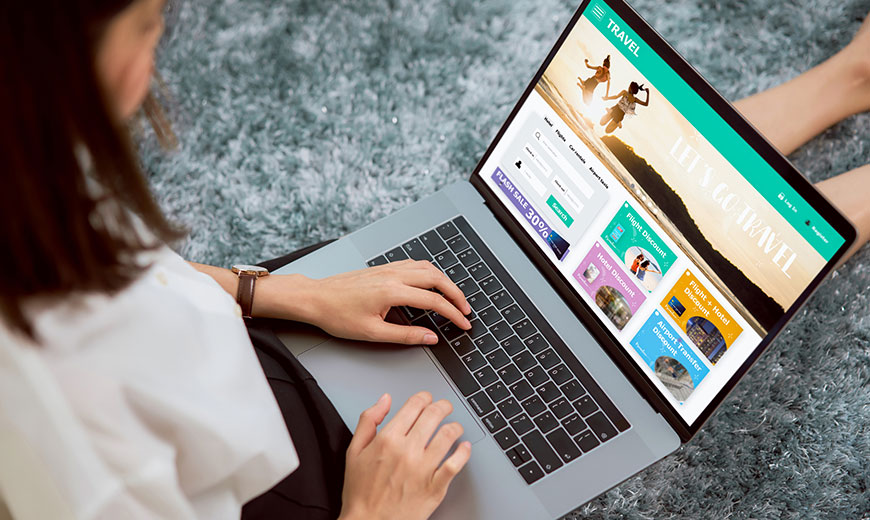 TRAVEL
Log In
Register
LET'S GO TRAVEL
Hotel
Flights
Car rentals
Airport taxis
Search
FLASH SALE
30%
Flight Discount
Hotel Discount
Flight + Hotel
Discount
Airport Transfer
Discount